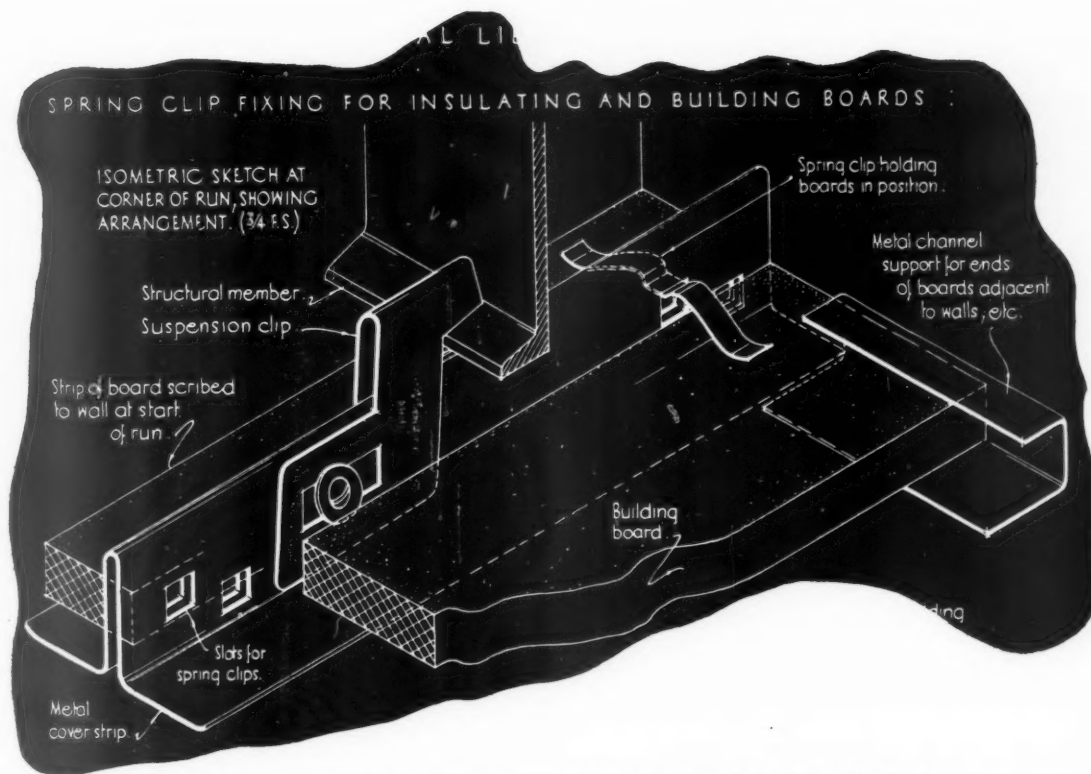 AL LI
SPRING CLIP FIXING FOR INSULATING AND BUILDING BOARDS :
ISOMETRIC SKETCH AT
CORNER OF RUN, SHOWING
ARRANGEMENT. (3/4 F.S.)
Spring clip holding
boards in position.
Metal channel
support for ends
of boards adjacent
to walls, etc.
Structural member
Suspension clip
Strip of board scribed
to wall at start
of run
Building
board
Slots for
spring clips.
Metal
cover strip